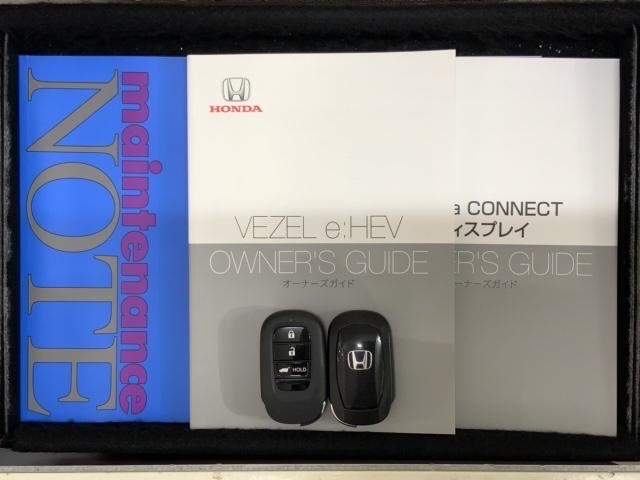 maintenance
NOTE
HONDA
VEZEL e:HEV
OWNER'S GUIDE
オーナーズガイド
a CONNECT
ィスプレイ
R'S GUIDE
ーナーズガイド
HOLD